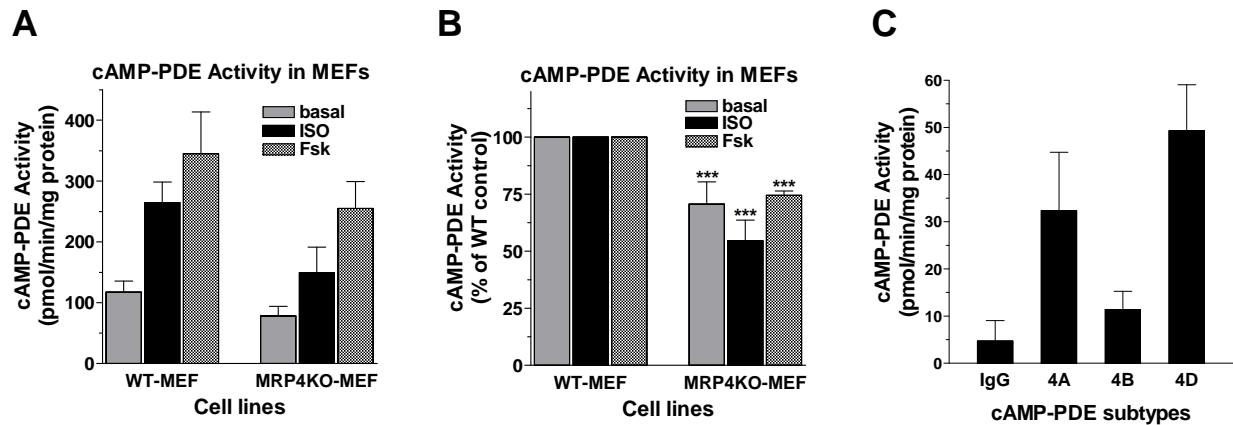 A
cAMP-PDE Activity in MEFs
basal
ISO
Fsk
cAMP-PDE Activity
(pmol/min/mg protein)
400
300
200
100
0
WT-MEF MRP4KO-MEF
Cell lines
B
cAMP-PDE Activity in MEFs
basal
ISO
Fsk
cAMP-PDE Activity
(% of WT control)
100
75
50
25
0
*** *** ***
WT-MEF MRP4KO-MEF
Cell lines
C
cAMP-PDE Activity
(pmol/min/mg protein)
60
50
40
30
20
10
0
IgG 4A 4B 4D
cAMP-PDE subtypes